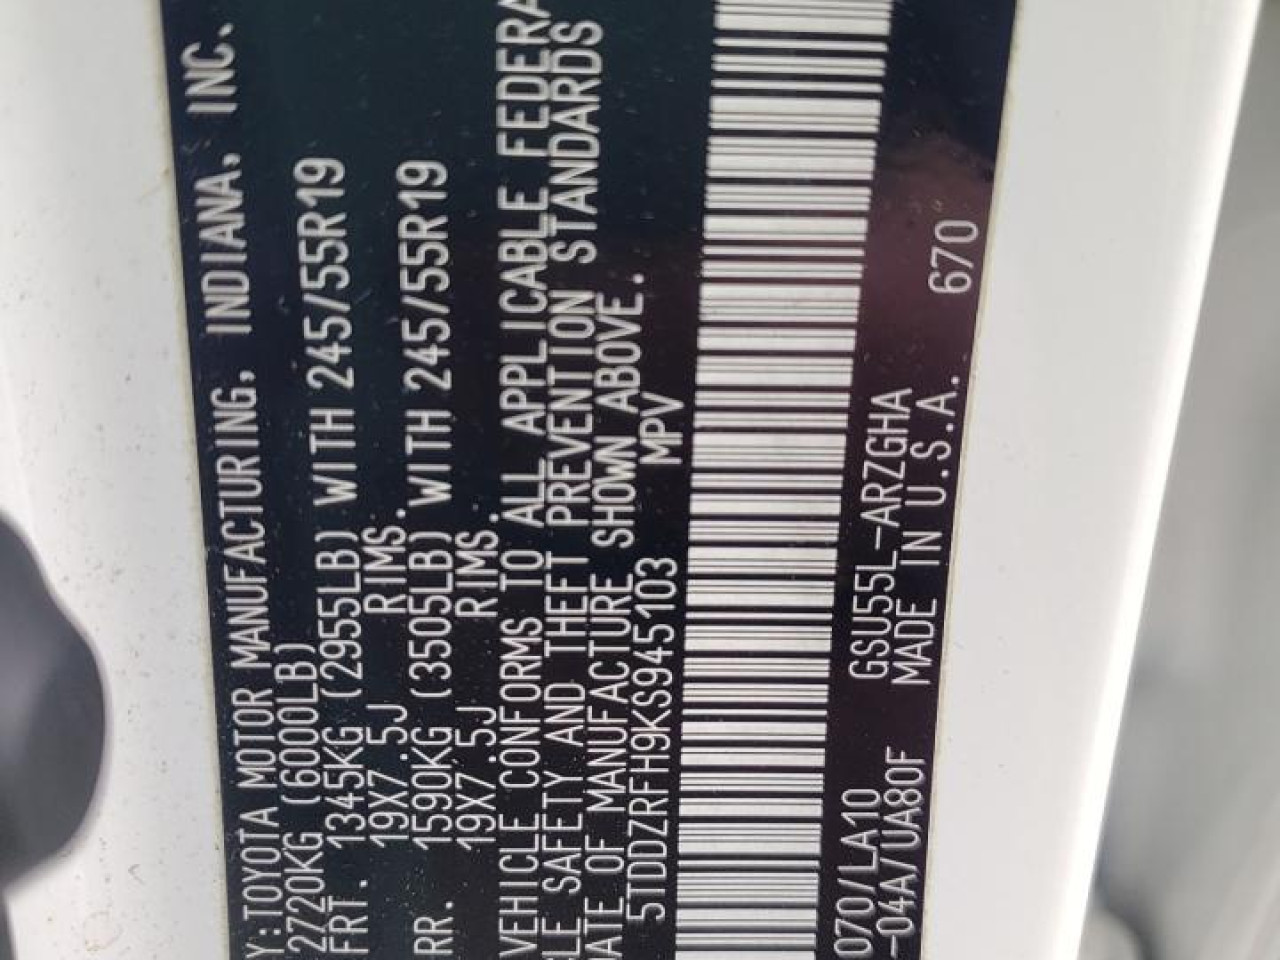 Y:TOYOTA MOTOR MANUFACTURING, INDIANA, INC.
2720KG (6000LB)
FRT. 1345KG (2955LB) WITH 245/55R19
19X7.5J RIMS.
RR. 1590KG (3505LB) WITH 245/55R19
19X7.5J RIMS.
VEHICLE CONFORMS TO ALL APPLICABLE FEDERA
CLE SAFETY AND THEFT PREVENTION STANDARDS
DATE OF MANUFACTURE SHOWN ABOVE.
5TDDZRFH9KS945103 MPV
070/LA10 GSU55L-ARZGHA 670
-04A/UA80F MADE IN U.S.A.